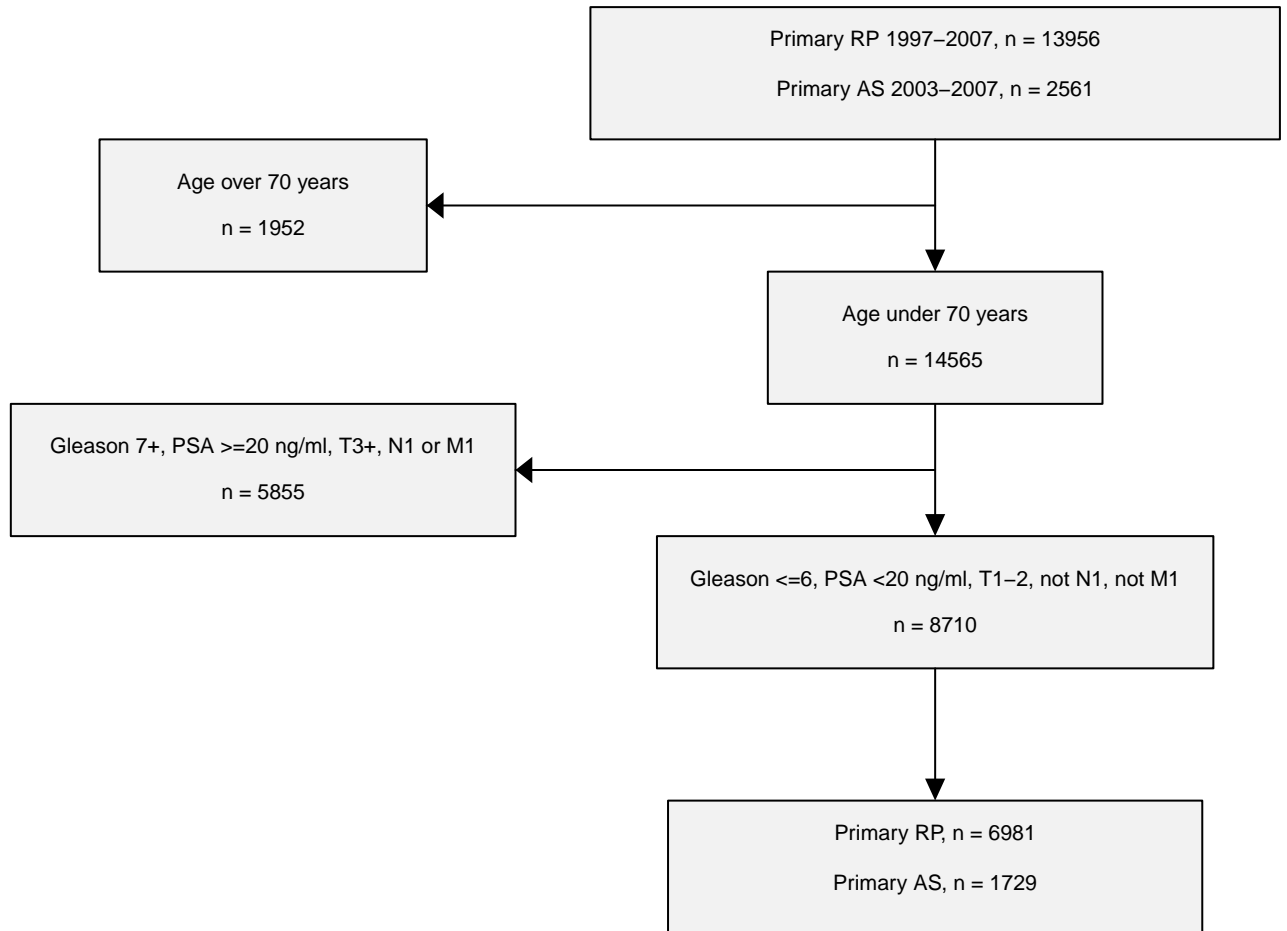 Primary RP 1997−2007, n = 13956
Primary AS 2003−2007, n = 2561
Age over 70 years
n = 1952
Age under 70 years
n = 14565
Gleason 7+, PSA >=20 ng/ml, T3+, N1 or M1
n = 5855
Gleason <=6, PSA <20 ng/ml, T1−2, not N1, not M1
n = 8710
Primary RP, n = 6981
Primary AS, n = 1729